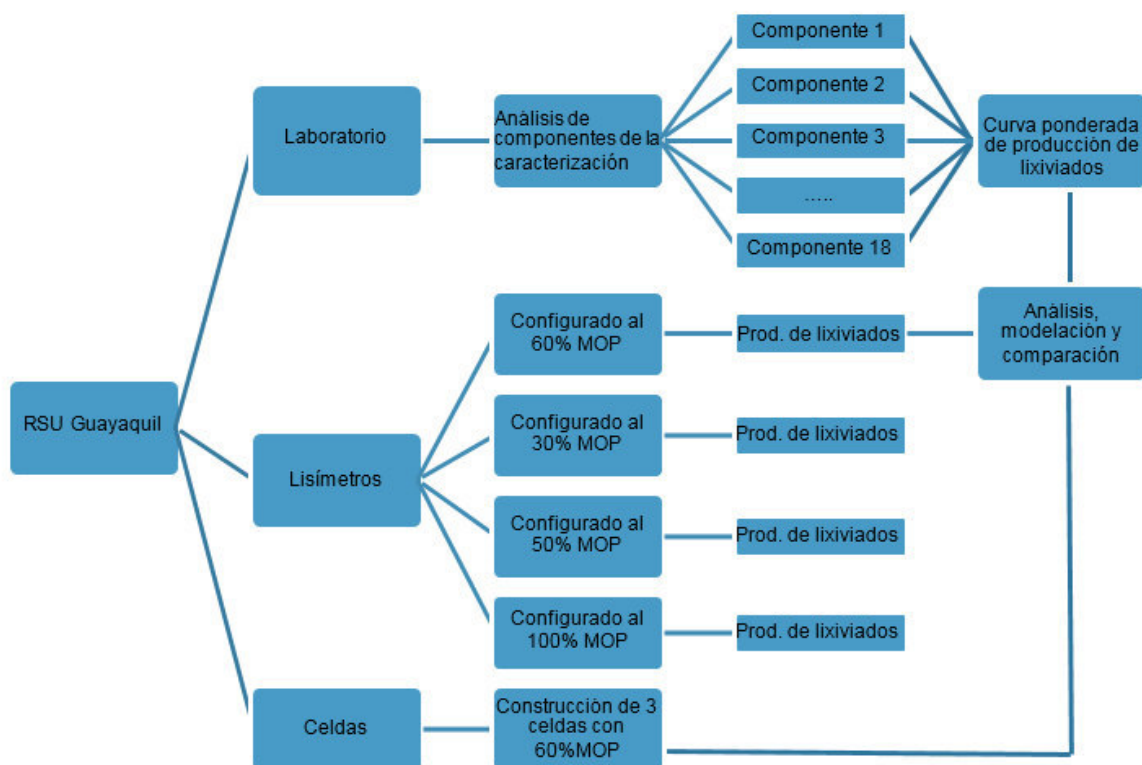 RSU Guayaquil
Laboratorio
Análisis de
componentes de la
caracterización
Componente 1
Componente 2
Componente 3
.....
Componente 18
Curva ponderada
de producción de
lixiviados
Lisímetros
Configurado al
60% MOP
Prod. de lixiviados
Análisis,
modelación y
comparación
Configurado al
30% MOP
Prod. de lixiviados
Configurado al
50% MOP
Prod. de lixiviados
Configurado al
100% MOP
Prod. de lixiviados
Celdas
Construcción de 3
celdas con
60%MOP